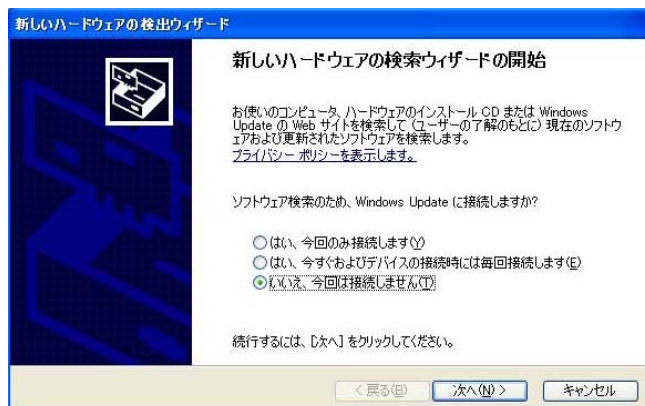 新しいハードウェアの検出ウィザード
新しいハードウェアの検索ウィザードの開始
お使いのコンピュータ、ハードウェアのインストール CD または Windows
Update の Web サイトを検索して (ユーザーの了解のもとに) 現在のソフトウ
ェアおよび更新されたソフトウェアを検索します。
プライバシー ポリシーを表示します。
ソフトウェア検索のため、Windows Update に接続しますか?
はい、今回のみ接続します(Y)
はい、今すぐおよびデバイスの接続時には毎回接続します(E)
いいえ、今回は接続しません(T)
続行するには、[次へ] をクリックしてください。
< 戻る(B) 次へ(N) > キャンセル